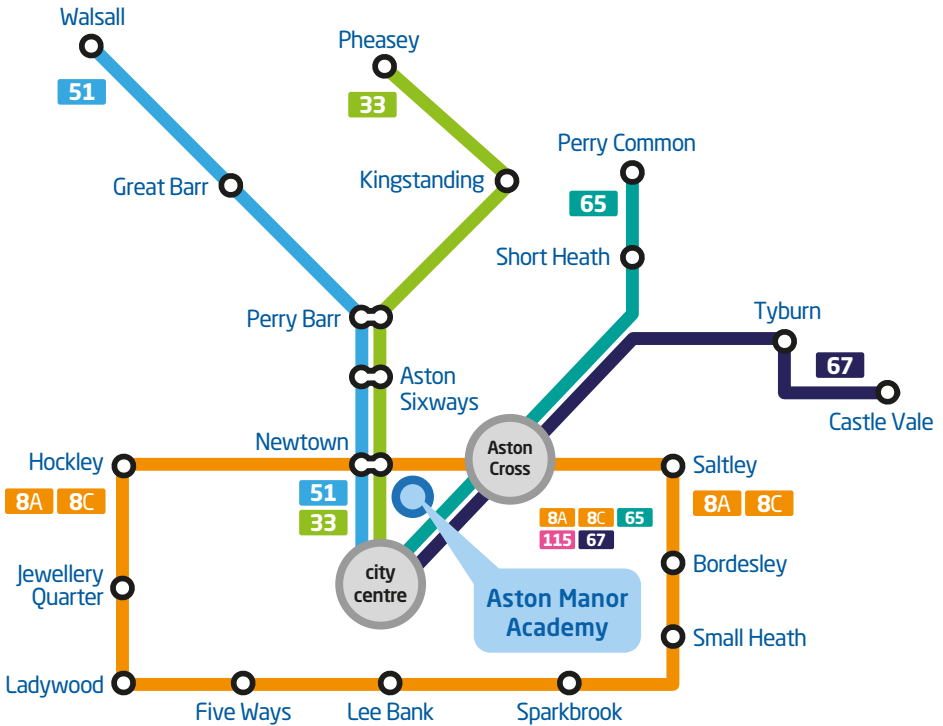 Walsall
Pheasey
51
33
Perry Common
Great Barr
Kingstanding
65
Short Heath
Tyburn
Perry Barr
67
Aston
Sixways
Castle Vale
Newtown
Aston
Cross
Hockley
Saltley
8A 8C
51
33
8A 8C 65
115 67
8A 8C
Bordesley
city
centre
Jewellery
Quarter
Aston Manor
Academy
Small Heath
Ladywood
Five Ways
Lee Bank
Sparkbrook